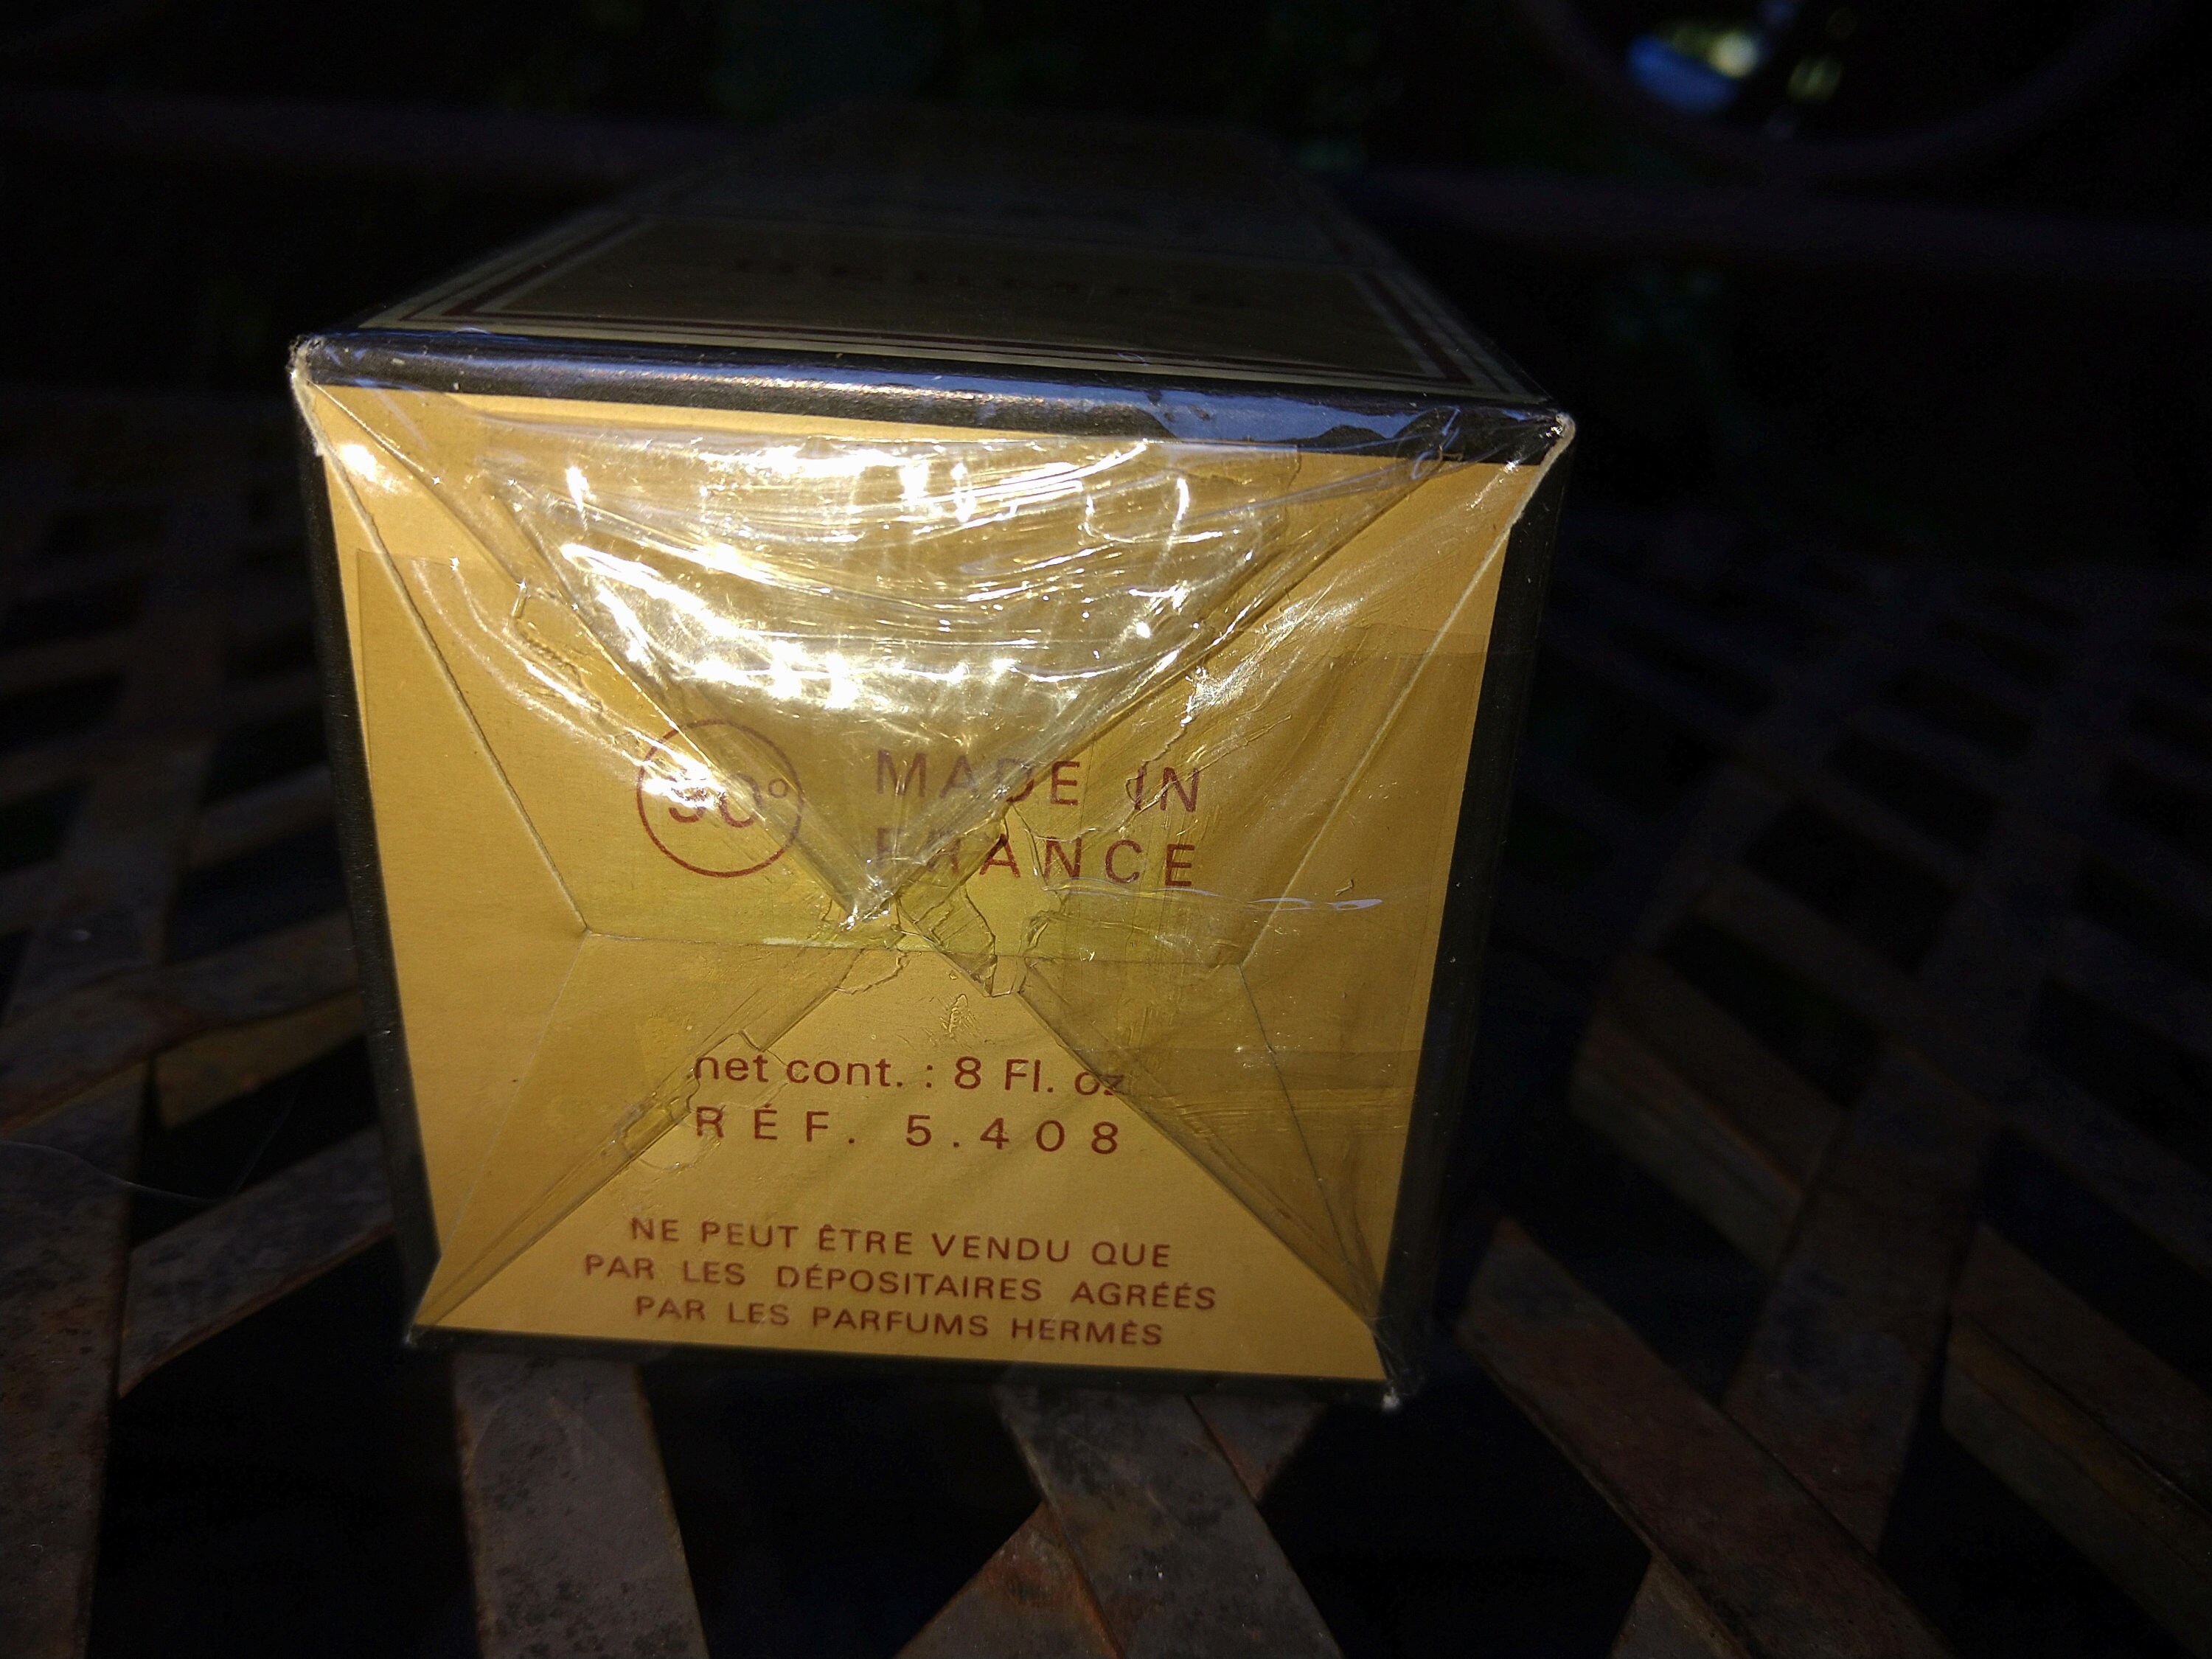 MADE IN
FRANCE
net cont. : 8 Fl. oz
RÉF. 5.408
NE PEUT ÊTRE VENDU QUE
PAR LES DÉPOSITAIRES AGRÉÉS
PAR LES PARFUMS HERMÈS